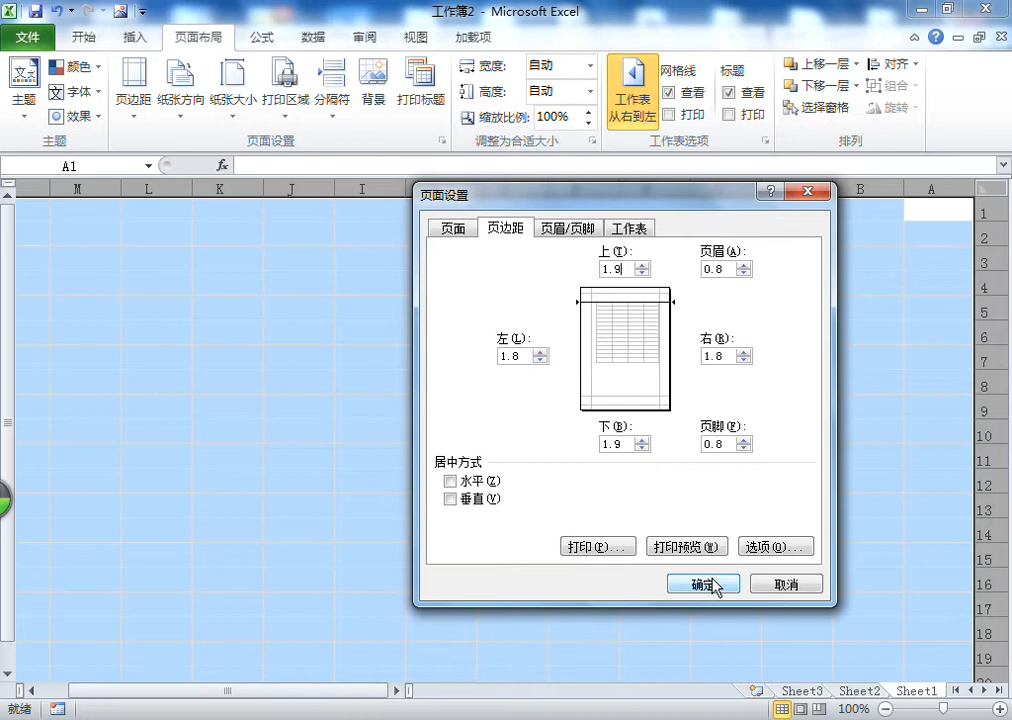 工作簿2 - Microsoft Excel
文件 开始 插入 页面布局 公式 数据 审阅 视图 加载项
主题 颜色 字体 效果 页边距 纸张方向 纸张大小 打印区域 分隔符 背景 打印标题
宽度: 自动
高度: 自动
缩放比例: 100%
工作表
从右到左
网格线
查看
打印
标题
查看
打印
上移一层 对齐
下移一层 组合
选择窗格 旋转
主题 页面设置 调整为合适大小 工作表选项 排列
A1 fx
M L K J I B A
1
2
3
4
5
6
7
8
9
10
11
12
13
14
15
16
17
18
19
页面设置
页面 页边距 页眉/页脚 工作表
上(T): 页眉(A):
1.9 0.8
左(L): 右(R):
1.8 1.8
下(B): 页脚(F):
1.9 0.8
居中方式
水平(Z)
垂直(V)
打印(P)... 打印预览(W) 选项(O)...
确定 取消
Sheet3 Sheet2 Sheet1
就绪 100%